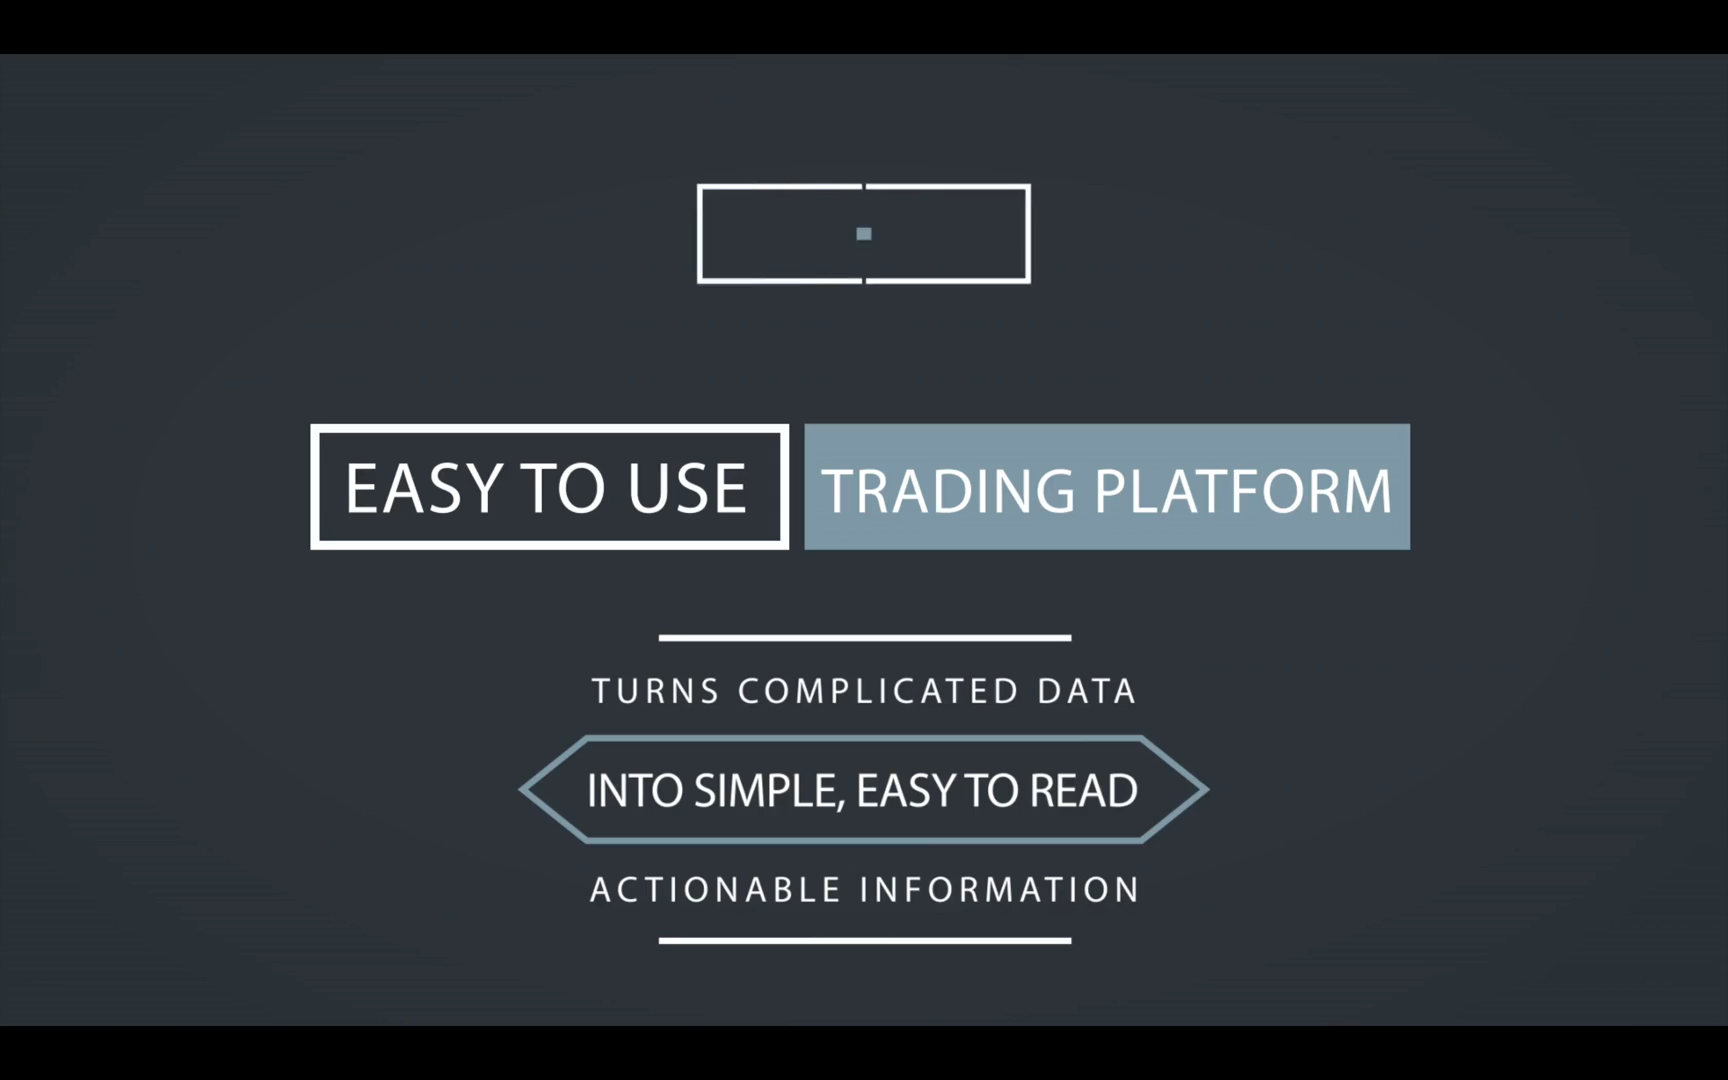 EASY TO USE TRADING PLATFORM
TURNS COMPLICATED DATA
INTO SIMPLE, EASY TO READ
ACTIONABLE INFORMATION